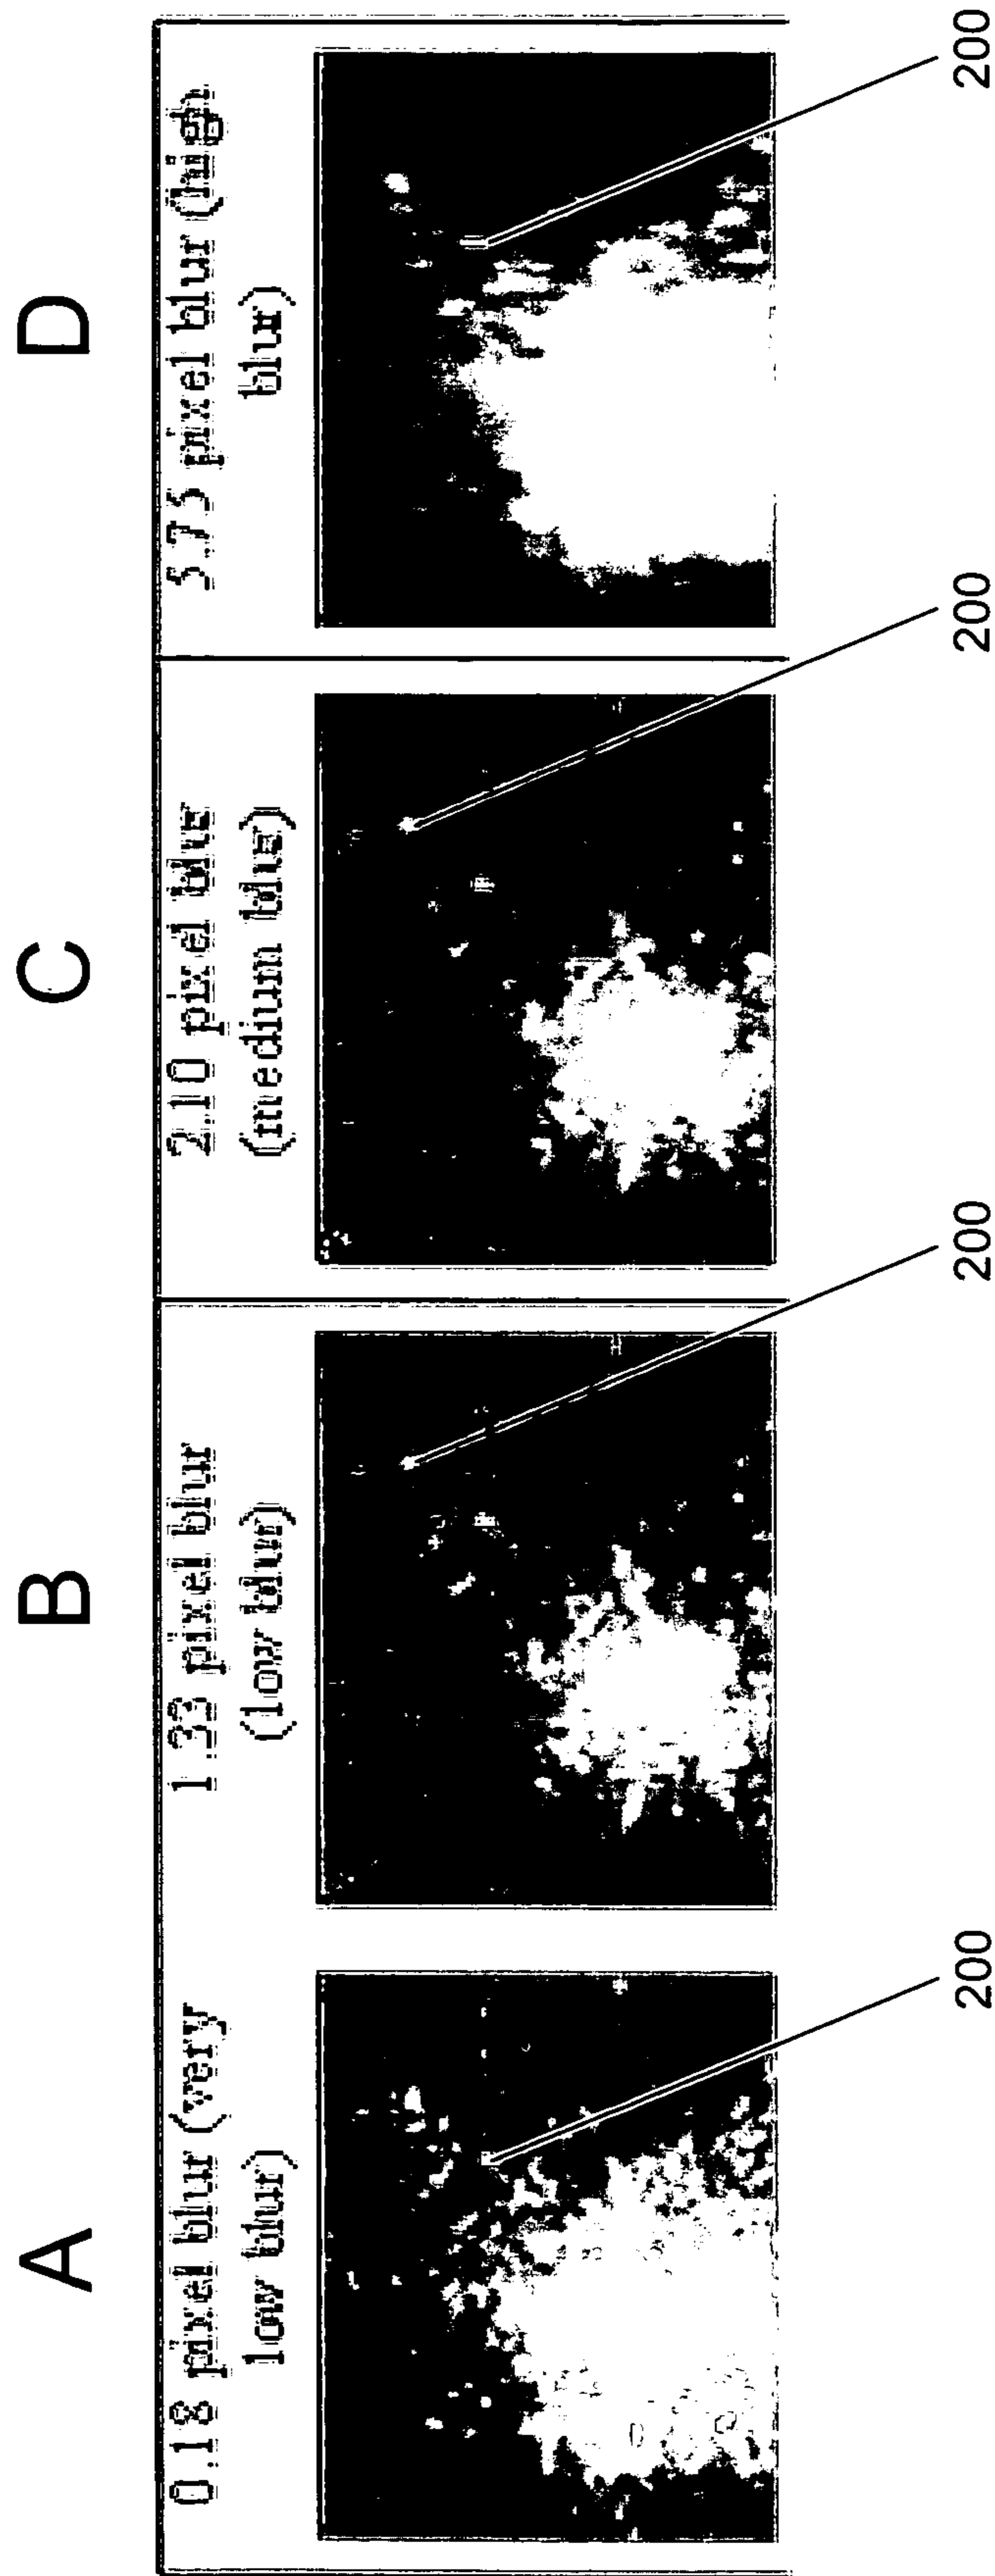 A
B
C
D
0.18 pixel blur (very
low blur)
1.33 pixel blur
(low blur)
2.10 pixel blur
(medium blur)
3.75 pixel blur (high
blur)
200
200
200
200